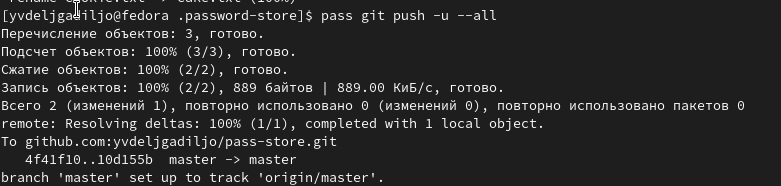 [yvdeljgadiljo@fedora .password-store]$ pass git push -u --all
Перечисление объектов: 3, готово.
Подсчет объектов: 100% (3/3), готово.
Сжатие объектов: 100% (2/2), готово.
Запись объектов: 100% (2/2), 889 байтов | 889.00 КиБ/с, готово.
Всего 2 (изменений 1), повторно использовано 0 (изменений 0), повторно использовано пакетов 0
remote: Resolving deltas: 100% (1/1), completed with 1 local object.
To github.com:yvdeljgadiljo/pass-store.git
   4f41f10..10d155b  master -> master
branch 'master' set up to track 'origin/master'.